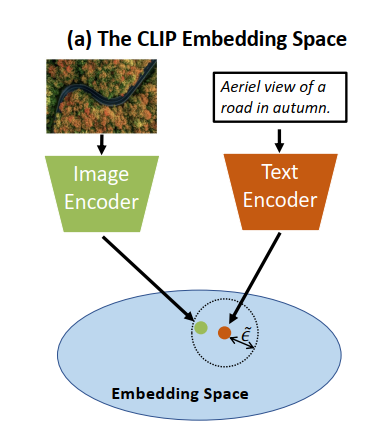 (a) The CLIP Embedding Space
Aeriel view of a
road in autumn.
Image
Encoder
Text
Encoder
ε̃
Embedding Space